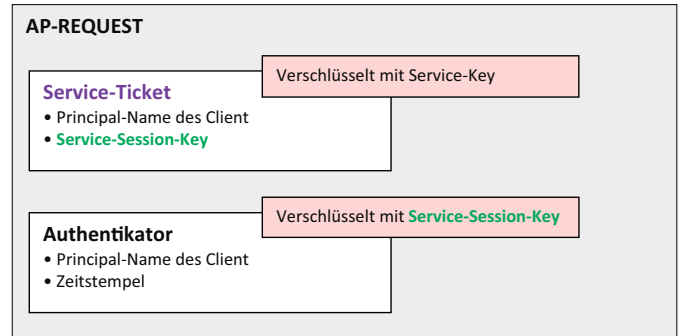 AP-REQUEST
Verschlüsselt mit Service-Key
Service-Ticket
• Principal-Name des Client
• Service-Session-Key
Verschlüsselt mit Service-Session-Key
Authentikator
• Principal-Name des Client
• Zeitstempel